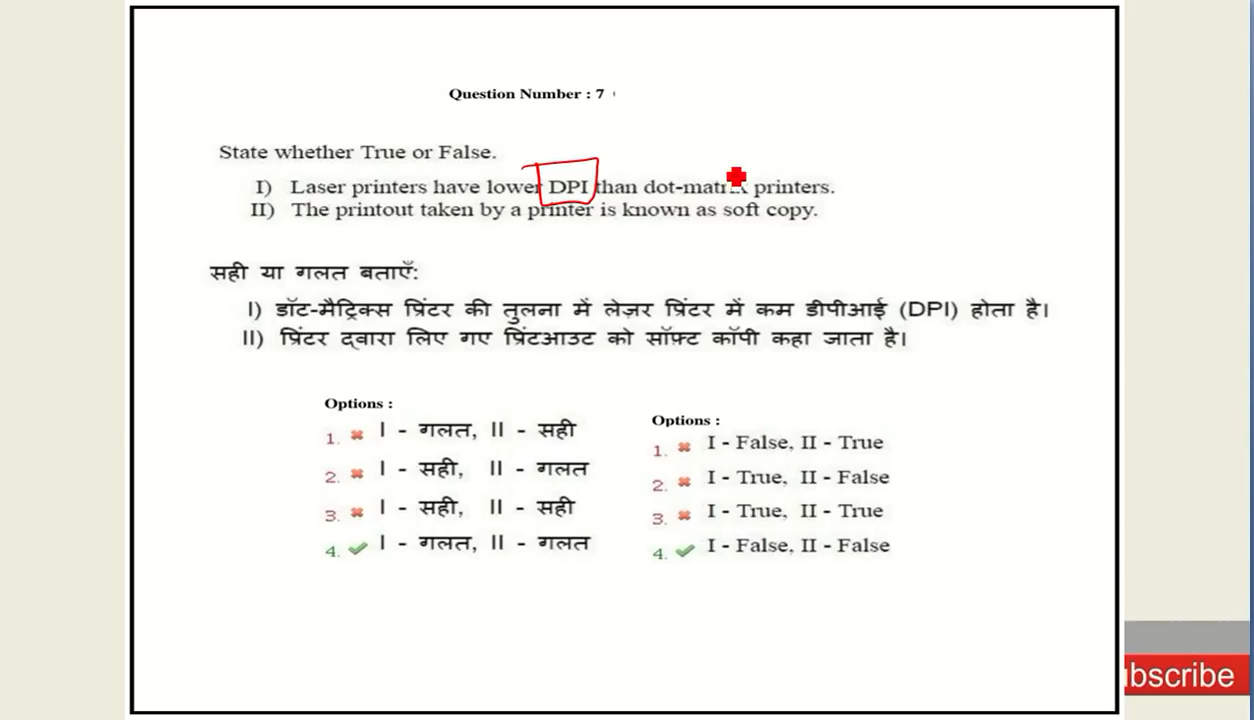 Question Number : 7
State whether True or False.
I) Laser printers have lower DPI than dot-matrix printers.
II) The printout taken by a printer is known as soft copy.
सही या गलत बताएँ:
I) डॉट-मैट्रिक्स प्रिंटर की तुलना में लेज़र प्रिंटर में कम डीपीआई (DPI) होता है।
II) प्रिंटर द्वारा लिए गए प्रिंटआउट को सॉफ़्ट कॉपी कहा जाता है।
Options :
1. I - गलत, II - सही
2. I - सही, II - गलत
3. I - सही, II - सही
4. I - गलत, II - गलत
Options :
1. I - False, II - True
2. I - True, II - False
3. I - True, II - True
4. I - False, II - False
ubscribe